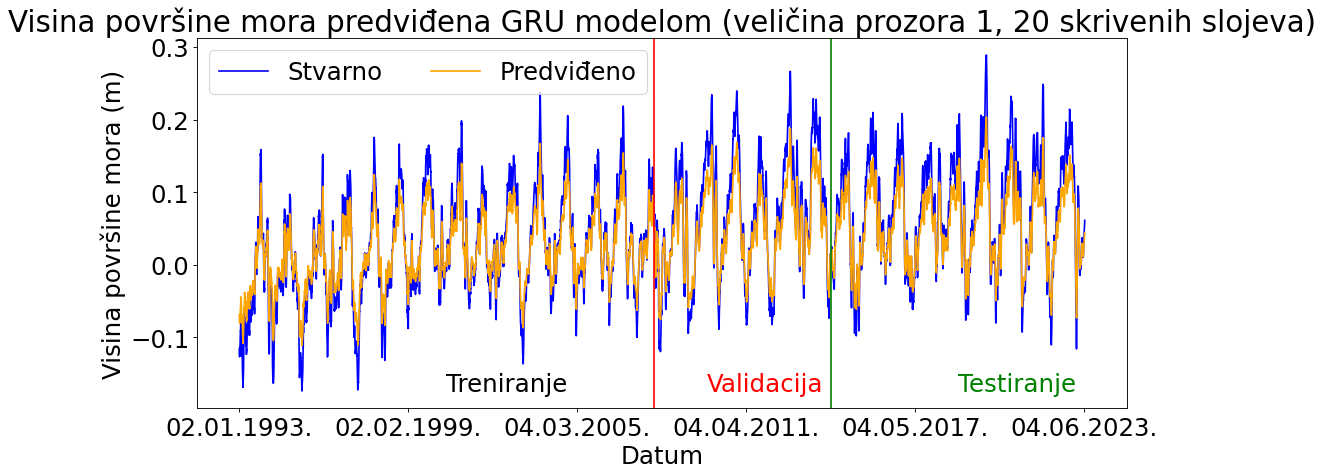 Visina površine mora predviđena GRU modelom (veličina prozora 1, 20 skrivenih slojeva)
Stvarno Predviđeno
Visina površine mora (m)
0.3
0.2
0.1
0.0
−0.1
Treniranje Validacija Testiranje
02.01.1993. 02.02.1999. 04.03.2005. 04.04.2011. 04.05.2017. 04.06.2023.
Datum